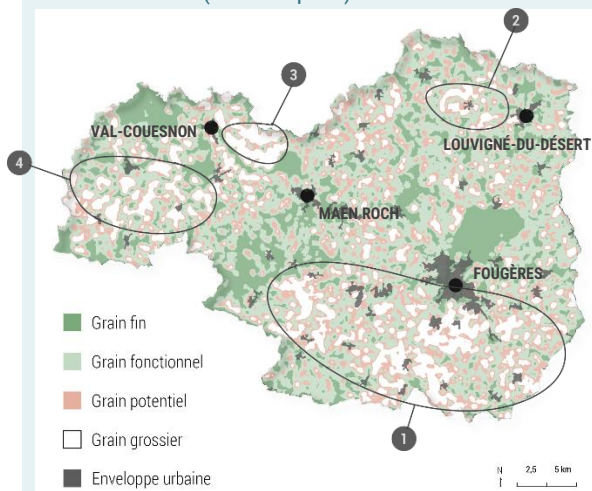 2
3
VAL-COUESNON
LOUVIGNÉ-DU-DÉSERT
4
MAEN ROCH
FOUGÈRES
Grain fin
Grain fonctionnel
Grain potentiel
Grain grossier
1
Enveloppe urbaine
N
2,5 5 km